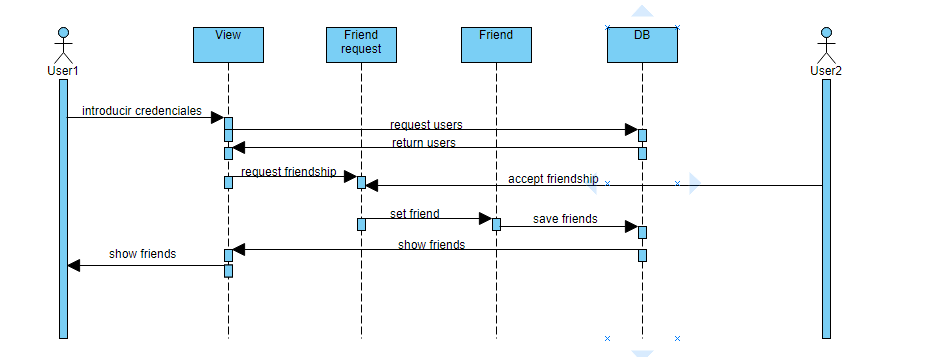 View
Friend
request
Friend
DB
User1
User2
introducir credenciales
request users
return users
request friendship
accept friendship
set friend
save friends
show friends
show friends